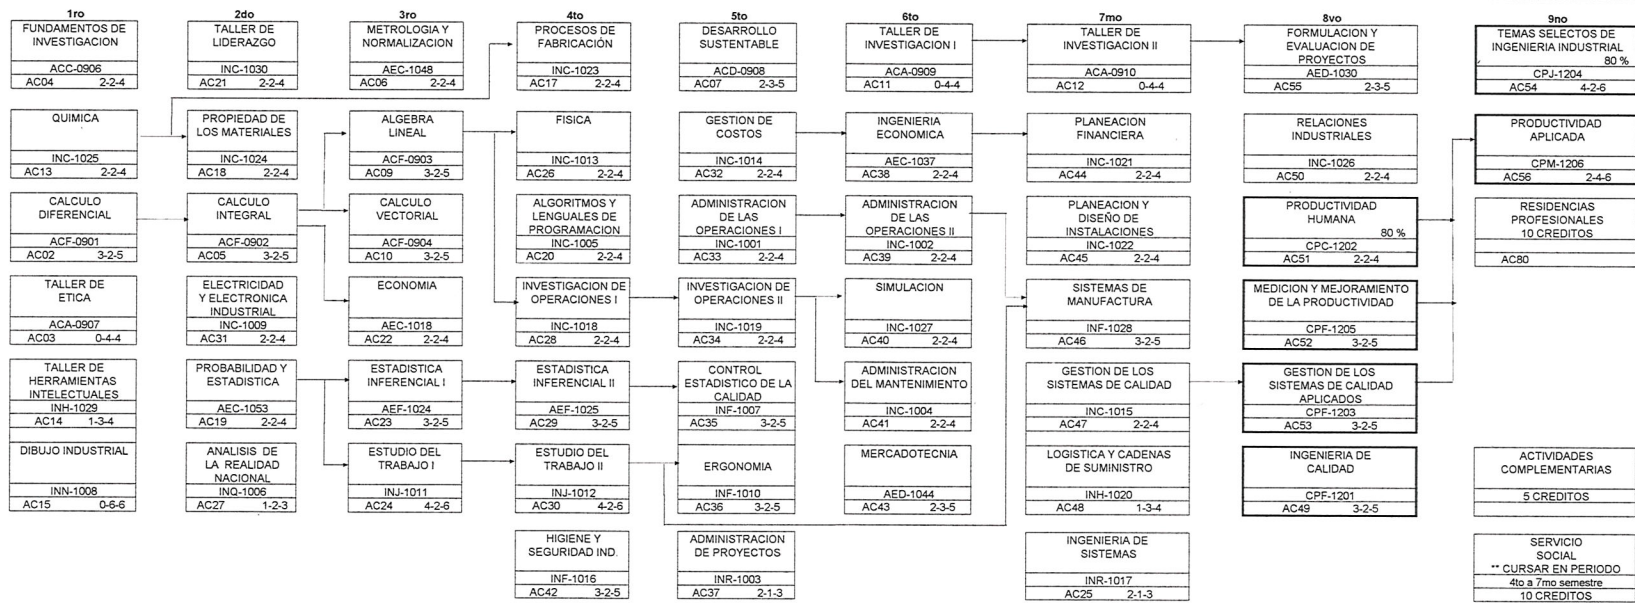 1ro
FUNDAMENTOS DE
INVESTIGACION
ACC-0906
AC04 2-2-4
QUIMICA
INC-1025
AC13 2-2-4
CALCULO
DIFERENCIAL
ACF-0901
AC02 3-2-5
TALLER DE
ETICA
ACA-0907
AC03 0-4-4
TALLER DE
HERRAMIENTAS
INTELECTUALES
INH-1029
AC14 1-3-4
DIBUJO INDUSTRIAL
INN-1008
AC15 0-6-6
2do
TALLER DE
LIDERAZGO
INC-1030
AC21 2-2-4
PROPIEDAD DE
LOS MATERIALES
INC-1024
AC18 2-2-4
CALCULO
INTEGRAL
ACF-0902
AC05 3-2-5
ELECTRICIDAD
Y ELECTRONICA
INDUSTRIAL
INC-1009
AC31 2-2-4
PROBABILIDAD Y
ESTADISTICA
AEC-1053
AC19 2-2-4
ANALISIS DE
LA REALIDAD
NACIONAL
INQ-1006
AC27 1-2-3
3ro
METROLOGIA Y
NORMALIZACION
AEC-1048
AC06 2-2-4
ALGEBRA
LINEAL
ACF-0903
AC09 3-2-5
CALCULO
VECTORIAL
ACF-0904
AC10 3-2-5
ECONOMIA
AEC-1018
AC22 2-2-4
ESTADISTICA
INFERENCIAL I
AEF-1024
AC23 3-2-5
ESTUDIO DEL
TRABAJO I
INJ-1011
AC24 4-2-6
4to
PROCESOS DE
FABRICACIÓN
INC-1023
AC17 2-2-4
FISICA
INC-1013
AC26 2-2-4
ALGORITMOS Y
LENGUALES DE
PROGRAMACION
INC-1005
AC20 2-2-4
INVESTIGACION DE
OPERACIONES I
INC-1018
AC28 2-2-4
ESTADISTICA
INFERENCIAL II
AEF-1025
AC29 3-2-5
ESTUDIO DEL
TRABAJO II
INJ-1012
AC30 4-2-6
HIGIENE Y
SEGURIDAD IND.
INF-1016
AC42 3-2-5
5to
DESARROLLO
SUSTENTABLE
ACD-0908
AC07 2-3-5
GESTION DE
COSTOS
INC-1014
AC32 2-2-4
ADMINISTRACION
DE LAS
OPERACIONES I
INC-1001
AC33 2-2-4
INVESTIGACION DE
OPERACIONES II
INC-1019
AC34 2-2-4
CONTROL
ESTADISTICO DE LA
CALIDAD
INF-1007
AC35 3-2-5
ERGONOMIA
INF-1010
AC36 3-2-5
ADMINISTRACION
DE PROYECTOS
INR-1003
AC37 2-1-3
6to
TALLER DE
INVESTIGACION I
ACA-0909
AC11 0-4-4
INGENIERIA
ECONOMICA
AEC-1037
AC38 2-2-4
ADMINISTRACION
DE LAS
OPERACIONES II
INC-1002
AC39 2-2-4
SIMULACION
INC-1027
AC40 2-2-4
ADMINISTRACION
DEL MANTENIMIENTO
INC-1004
AC41 2-2-4
MERCADOTECNIA
AED-1044
AC43 2-3-5
7mo
TALLER DE
INVESTIGACION II
ACA-0910
AC12 0-4-4
PLANEACION
FINANCIERA
INC-1021
AC44 2-2-4
PLANEACION Y
DISEÑO DE
INSTALACIONES
INC-1022
AC45 2-2-4
SISTEMAS DE
MANUFACTURA
INF-1028
AC46 3-2-5
GESTION DE LOS
SISTEMAS DE CALIDAD
INC-1015
AC47 2-2-4
LOGISTICA Y CADENAS
DE SUMINISTRO
INH-1020
AC48 1-3-4
INGENIERIA DE
SISTEMAS
INR-1017
AC25 2-1-3
8vo
FORMULACION Y
EVALUACION DE
PROYECTOS
AED-1030
AC55 2-3-5
RELACIONES
INDUSTRIALES
INC-1026
AC50 2-2-4
PRODUCTIVIDAD
HUMANA
80 %
CPC-1202
AC51 2-2-4
MEDICION Y MEJORAMIENTO
DE LA PRODUCTIVIDAD
CPF-1205
AC52 3-2-5
GESTION DE LOS
SISTEMAS DE CALIDAD
APLICADOS
CPF-1203
AC53 3-2-5
INGENIERIA DE
CALIDAD
CPF-1201
AC49 3-2-5
9no
TEMAS SELECTOS DE
INGENIERIA INDUSTRIAL
80 %
CPJ-1204
AC54 4-2-6
PRODUCTIVIDAD
APLICADA
CPM-1206
AC56 2-4-6
RESIDENCIAS
PROFESIONALES
10 CREDITOS
AC80
ACTIVIDADES
COMPLEMENTARIAS
5 CREDITOS
SERVICIO
SOCIAL
** CURSAR EN PERIODO
4to a 7mo semestre
10 CREDITOS